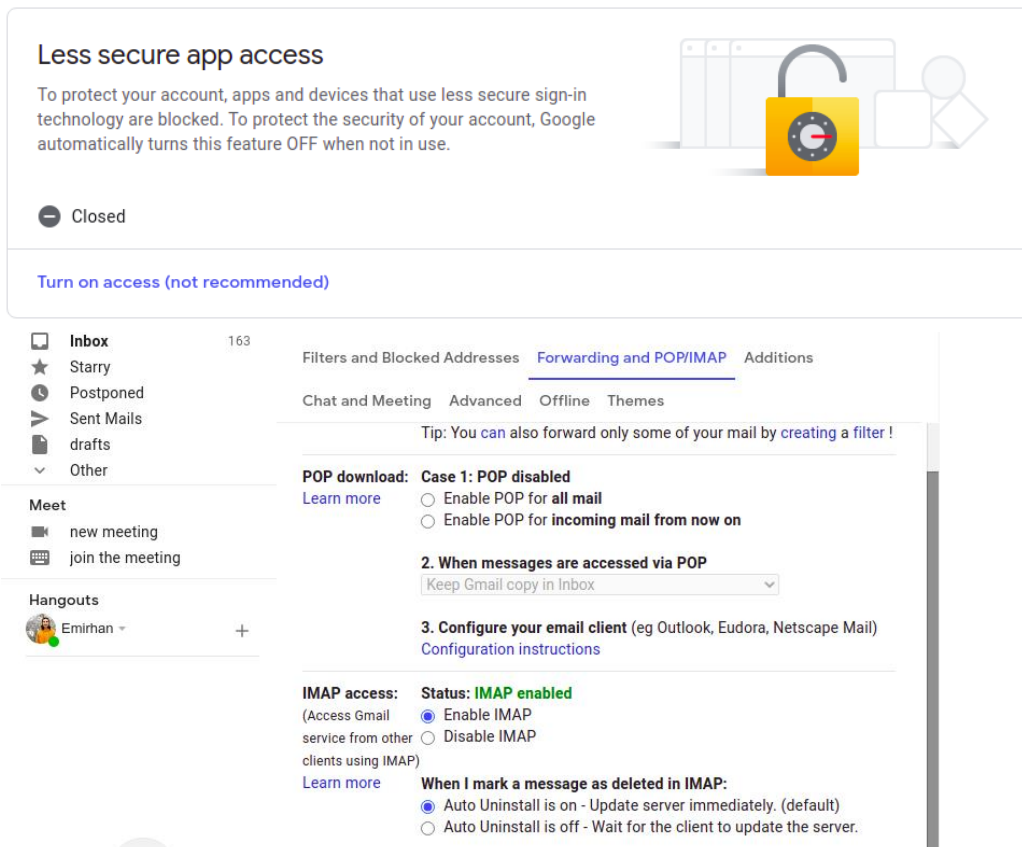 Less secure app access
To protect your account, apps and devices that use less secure sign-in
technology are blocked. To protect the security of your account, Google
automatically turns this feature OFF when not in use.
Closed
Turn on access (not recommended)
Inbox 163
Starry
Postponed
Sent Mails
drafts
Other
Meet
new meeting
join the meeting
Hangouts
Emirhan
Filters and Blocked Addresses Forwarding and POP/IMAP Additions
Chat and Meeting Advanced Offline Themes
Tip: You can also forward only some of your mail by creating a filter !
POP download: Case 1: POP disabled
Learn more Enable POP for all mail
Enable POP for incoming mail from now on
2. When messages are accessed via POP
Keep Gmail copy in Inbox
3. Configure your email client (eg Outlook, Eudora, Netscape Mail)
Configuration instructions
IMAP access: Status: IMAP enabled
(Access Gmail Enable IMAP
service from other Disable IMAP
clients using IMAP)
Learn more When I mark a message as deleted in IMAP:
Auto Uninstall is on - Update server immediately. (default)
Auto Uninstall is off - Wait for the client to update the server.